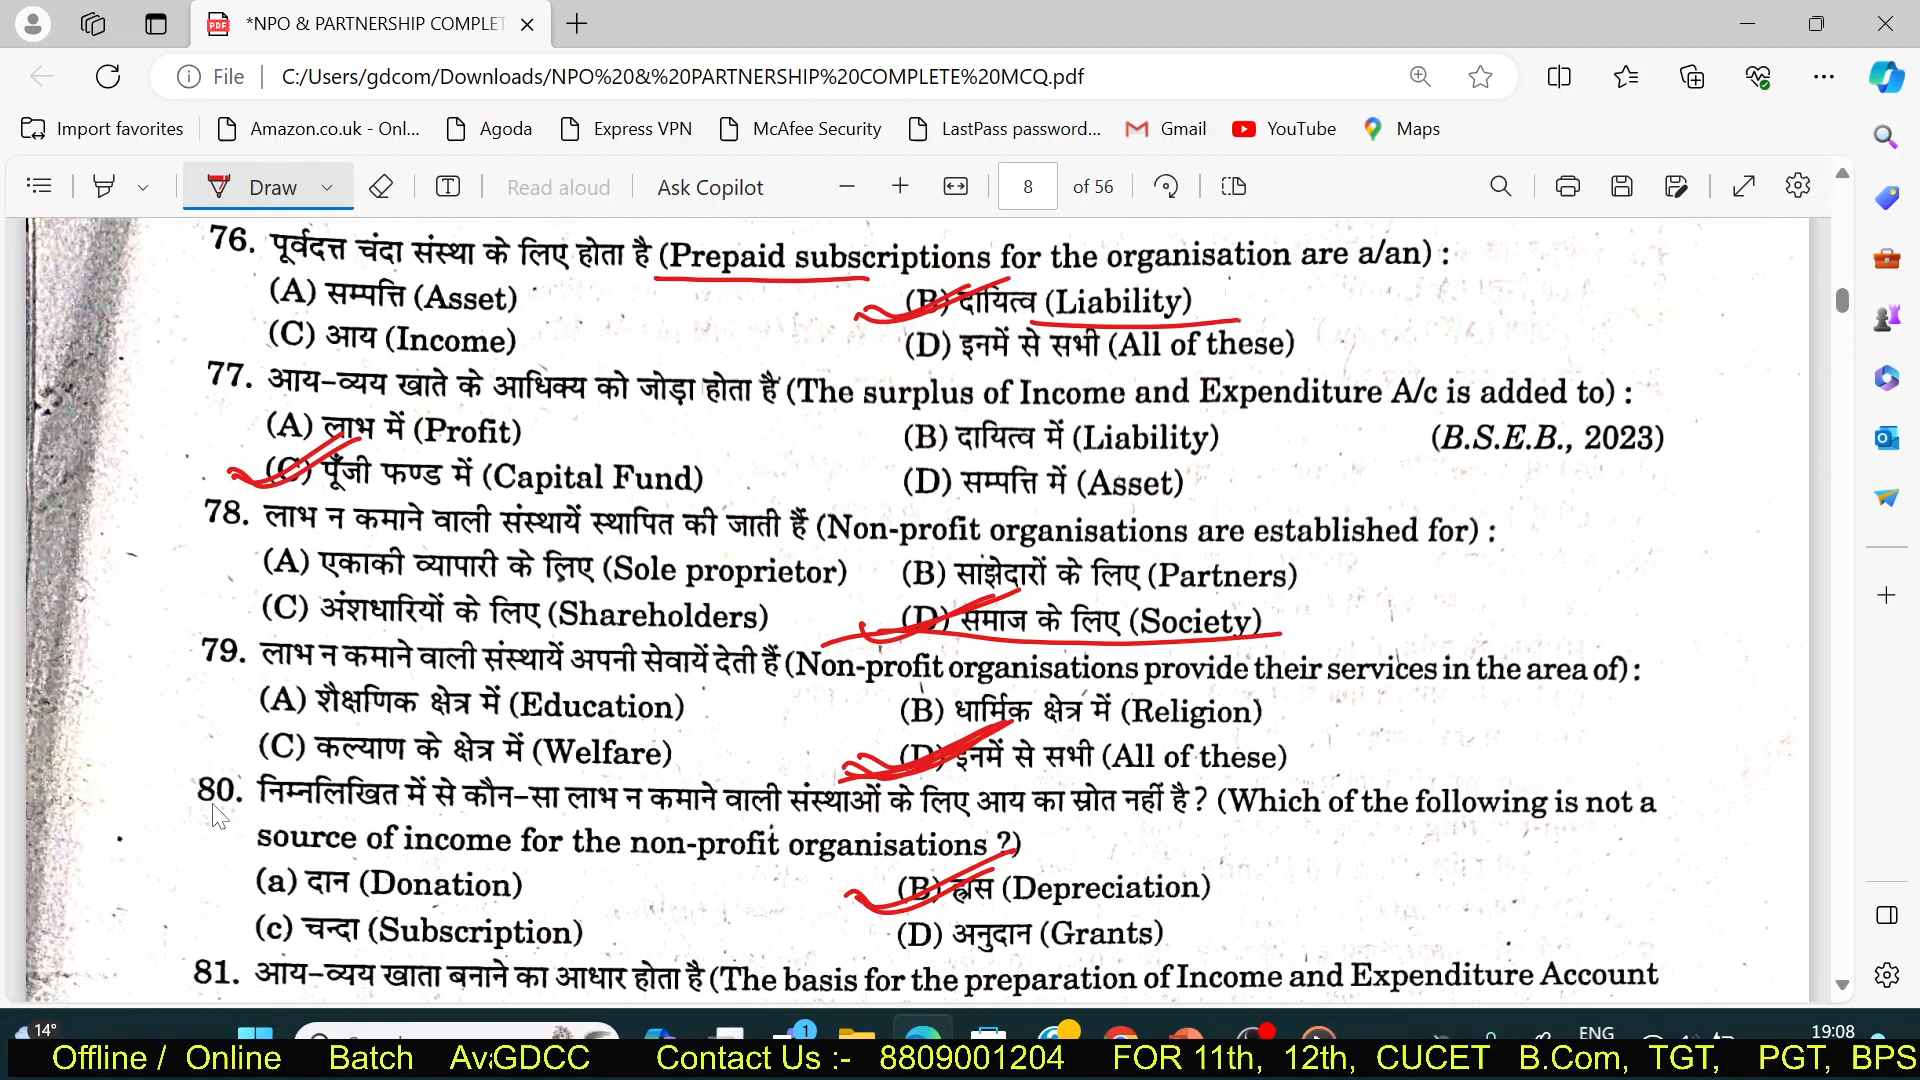 *NPO & PARTNERSHIP COMPLET
File C:/Users/gdcom/Downloads/NPO%20&%20PARTNERSHIP%20COMPLETE%20MCQ.pdf
Import favorites Amazon.co.uk - Onl... Agoda Express VPN McAfee Security LastPass password... Gmail YouTube Maps
Draw Read aloud Ask Copilot 8 of 56
76. पूर्वदत्त चंदा संस्था के लिए होता है (Prepaid subscriptions for the organisation are a/an) :
(A) सम्पत्ति (Asset) (B) दायित्व (Liability)
(C) आय (Income) (D) इनमें से सभी (All of these)
77. आय-व्यय खाते के आधिक्य को जोड़ा होता है (The surplus of Income and Expenditure A/c is added to) :
(A) लाभ में (Profit) (B) दायित्व में (Liability) (B.S.E.B., 2023)
(C) पूँजी फण्ड में (Capital Fund) (D) सम्पत्ति में (Asset)
78. लाभ न कमाने वाली संस्थायें स्थापित की जाती हैं (Non-profit organisations are established for) :
(A) एकाकी व्यापारी के लिए (Sole proprietor) (B) सांझेदारों के लिए (Partners)
(C) अंशधारियों के लिए (Shareholders) (D) समाज के लिए (Society)
79. लाभ न कमाने वाली संस्थायें अपनी सेवायें देती हैं (Non-profit organisations provide their services in the area of) :
(A) शैक्षणिक क्षेत्र में (Education) (B) धार्मिक क्षेत्र में (Religion)
(C) कल्याण के क्षेत्र में (Welfare) (D) इनमें से सभी (All of these)
80. निम्नलिखित में से कौन-सा लाभ न कमाने वाली संस्थाओं के लिए आय का स्रोत नहीं है ? (Which of the following is not a
source of income for the non-profit organisations ?)
(a) दान (Donation) (B) ह्रास (Depreciation)
(c) चन्दा (Subscription) (D) अनुदान (Grants)
81. आय-व्यय खाता बनाने का आधार होता है (The basis for the preparation of Income and Expenditure Account
14° 1 ENG 19:08
Offline / Online Batch GDCC Contact Us :- 8809001204 FOR 11th, 12th, CUCET B.Com, TGT, PGT, BPS